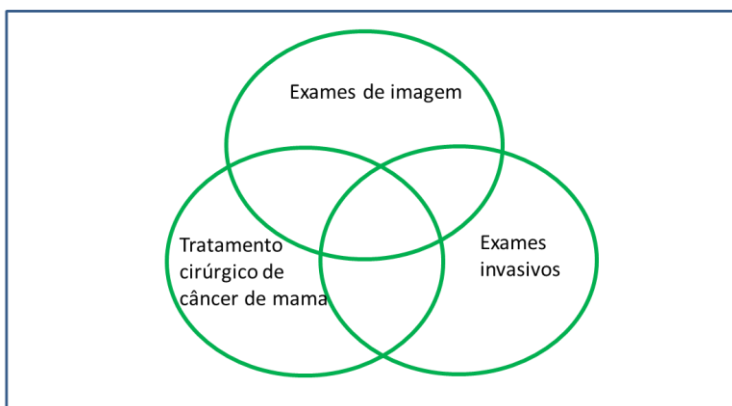 Exames de imagem
Tratamento
cirúrgico de
câncer de mama
Exames
invasivos